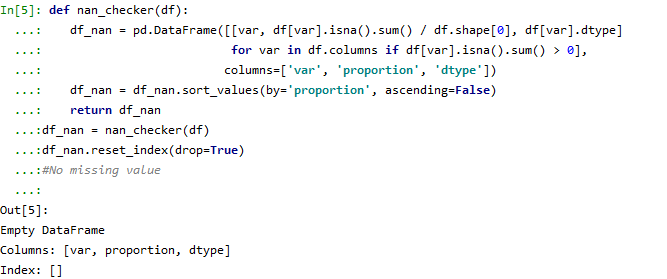 In[5]: def nan_checker(df):
...:    df_nan = pd.DataFrame([[var, df[var].isna().sum() / df.shape[0], df[var].dtype]
...:                           for var in df.columns if df[var].isna().sum() > 0],
...:                          columns=['var', 'proportion', 'dtype'])
...:    df_nan = df_nan.sort_values(by='proportion', ascending=False)
...:    return df_nan
...:df_nan = nan_checker(df)
...:df_nan.reset_index(drop=True)
...:#No missing value
...:
Out[5]:
Empty DataFrame
Columns: [var, proportion, dtype]
Index: []